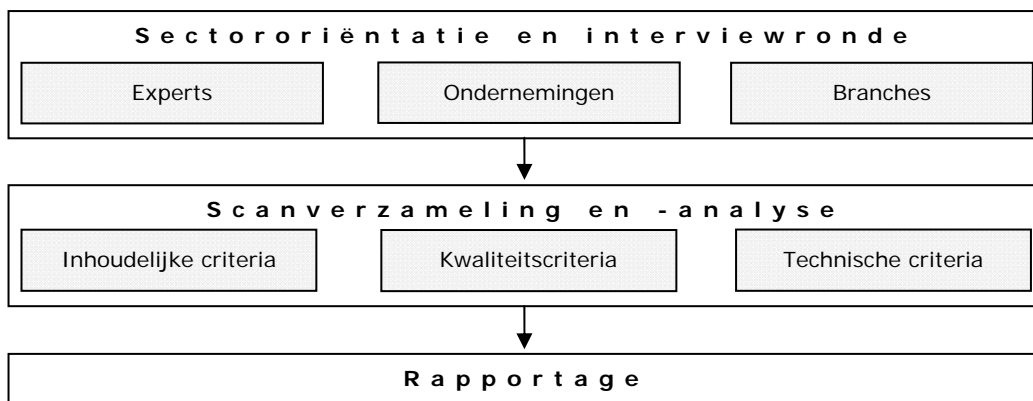 Sectororiëntatie en interviewronde
Experts Ondernemingen Branches
Scanverzameling en -analyse
Inhoudelijke criteria Kwaliteitscriteria Technische criteria
Rapportage